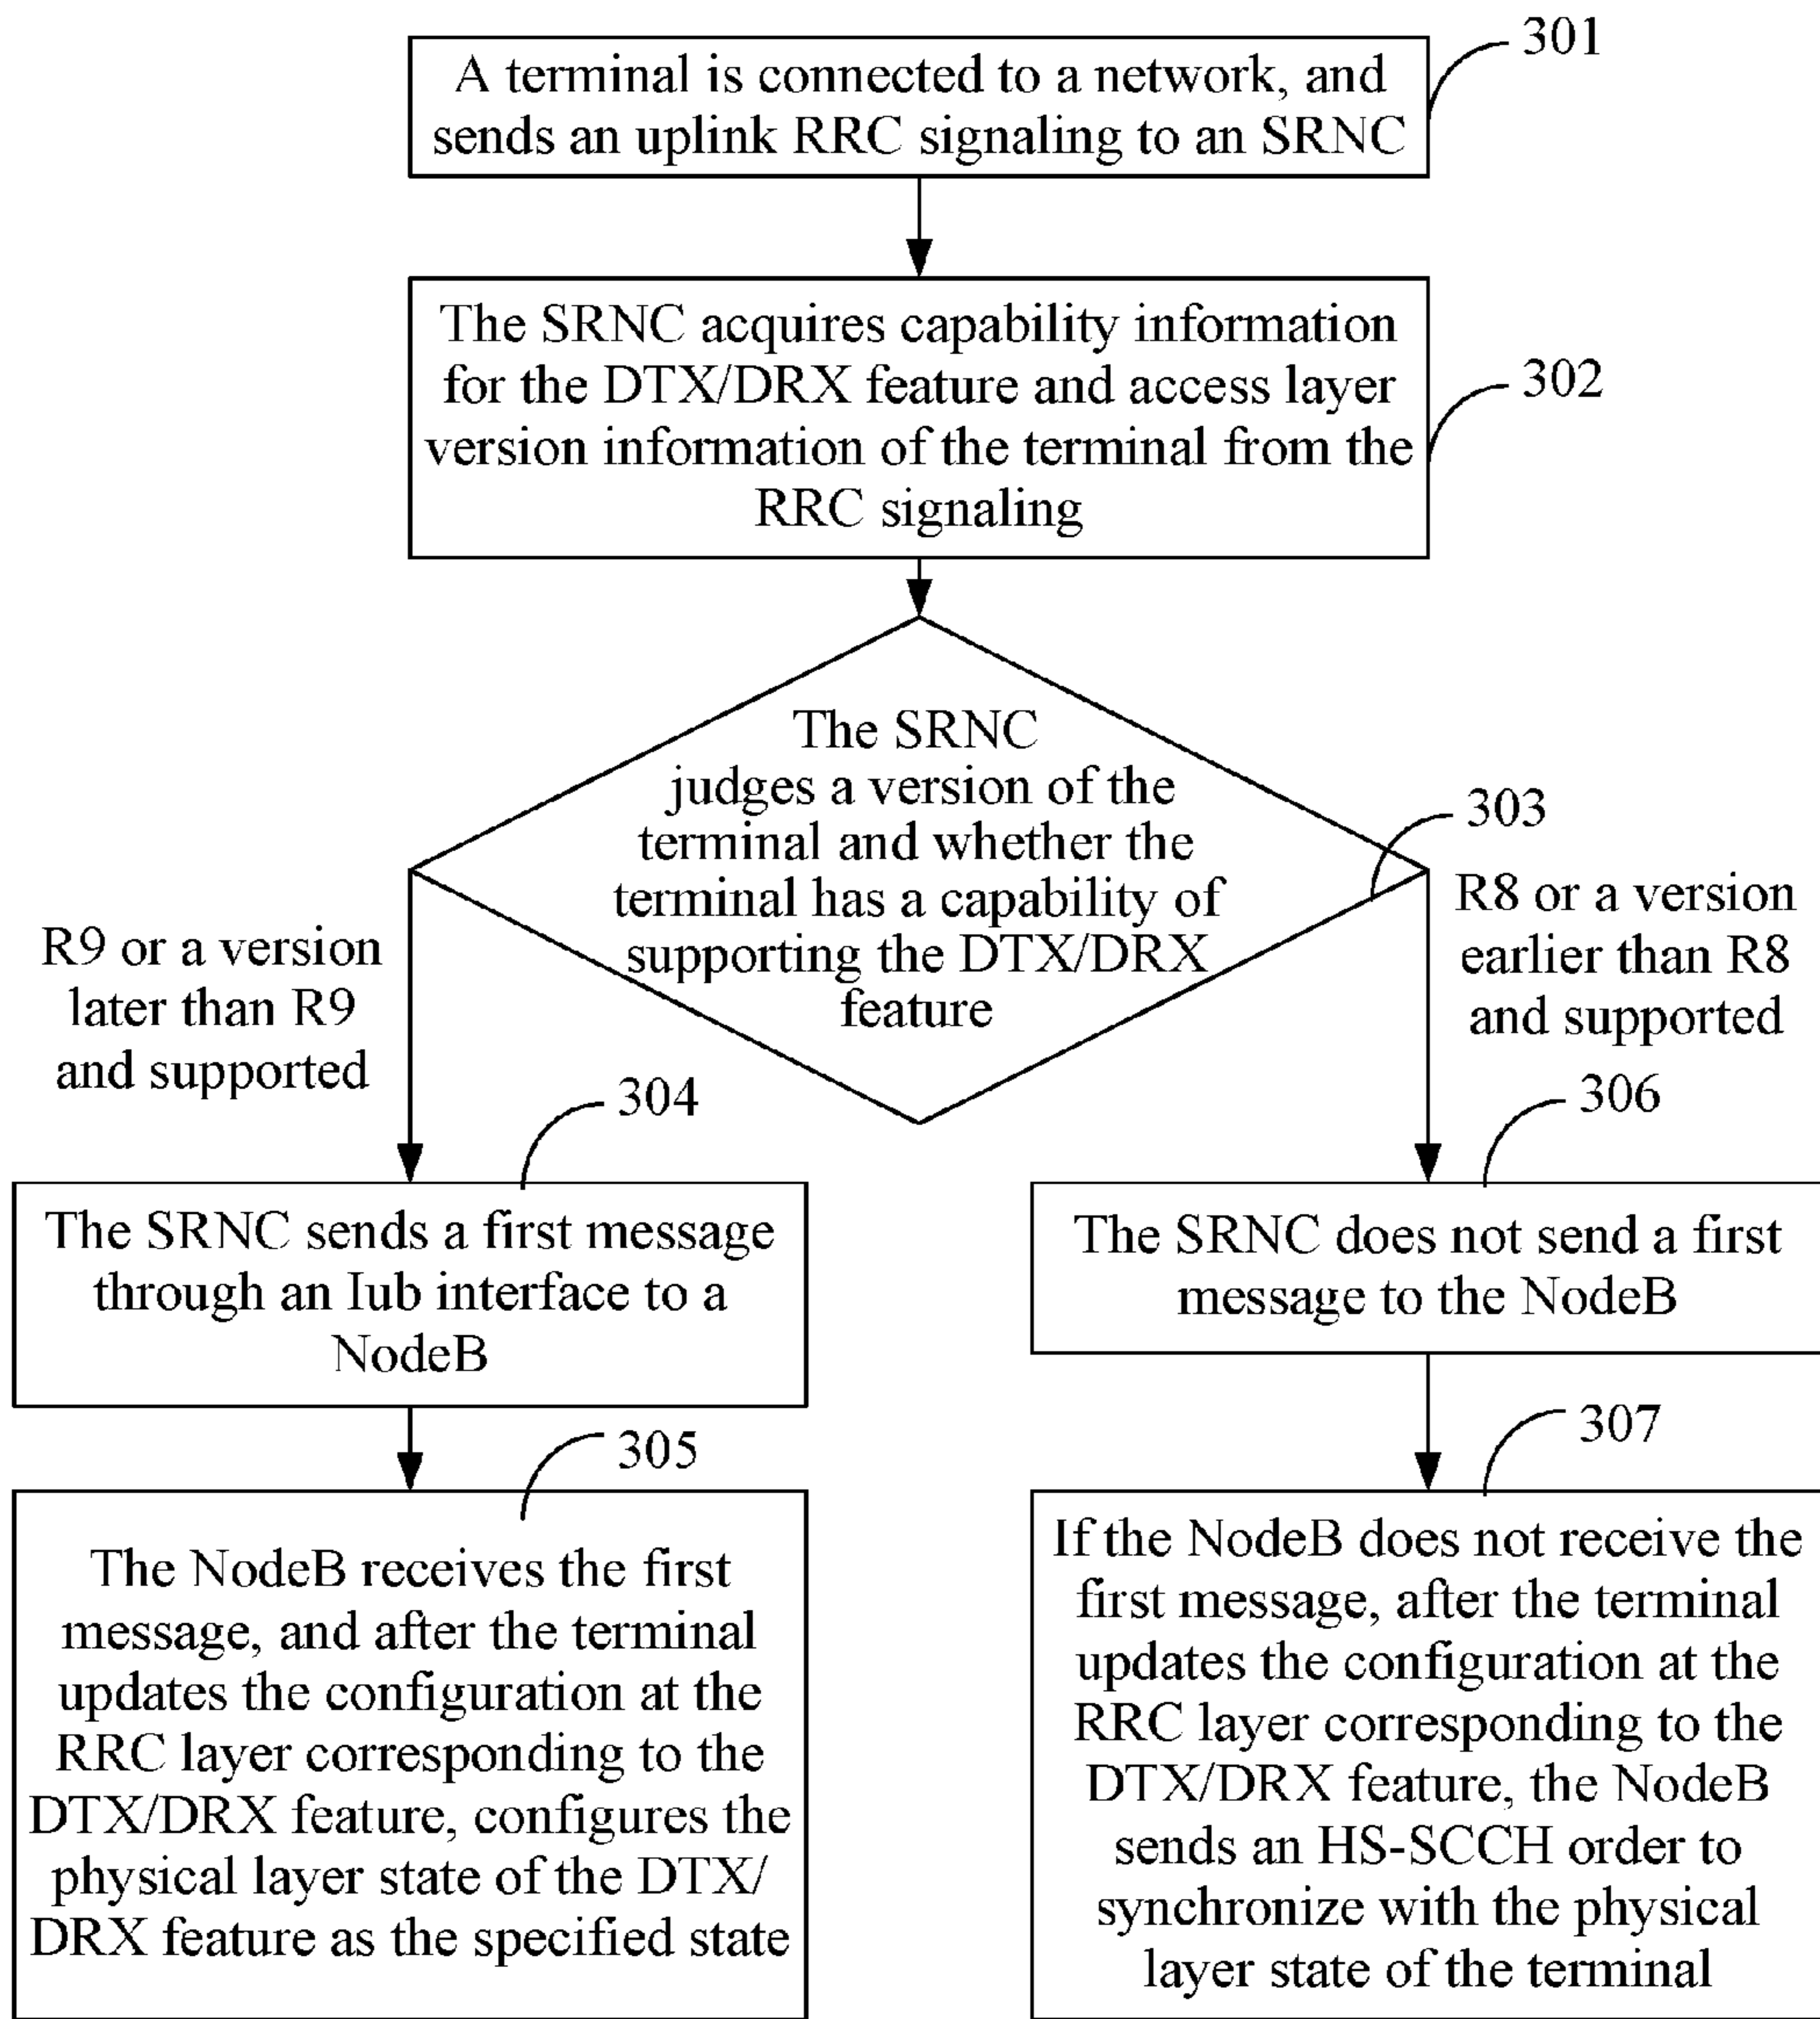 A terminal is connected to a network, and
sends an uplink RRC signaling to an SRNC
301
The SRNC acquires capability information
for the DTX/DRX feature and access layer
version information of the terminal from the
RRC signaling
302
The SRNC
judges a version of the
terminal and whether the
terminal has a capability of
supporting the DTX/DRX
feature
303
R9 or a version
later than R9
and supported
R8 or a version
earlier than R8
and supported
304
The SRNC sends a first message
through an Iub interface to a
NodeB
306
The SRNC does not send a first
message to the NodeB
305
The NodeB receives the first
message, and after the terminal
updates the configuration at the
RRC layer corresponding to the
DTX/DRX feature, configures the
physical layer state of the DTX/
DRX feature as the specified state
307
If the NodeB does not receive the
first message, after the terminal
updates the configuration at the
RRC layer corresponding to the
DTX/DRX feature, the NodeB
sends an HS-SCCH order to
synchronize with the physical
layer state of the terminal